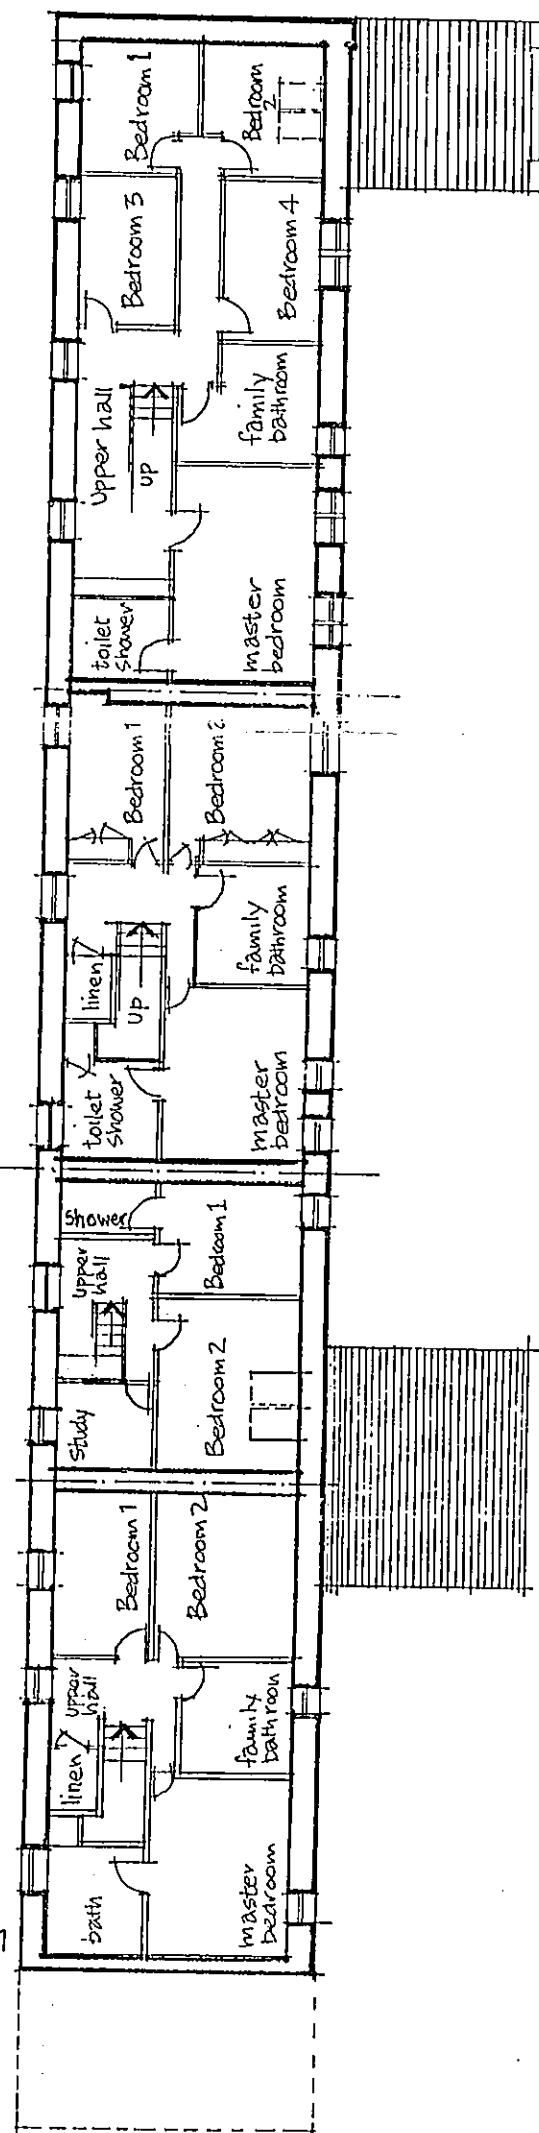 Bedroom 1
Bedroom
2
Bedroom 3
Bedroom 4
Upper hall
up
family
bathroom
toilet
shower
master
bedroom
Bedroom 1
Bedroom 2
linen
up
family
bathroom
toilet
shower
master
bedroom
shower
upper
hall
Bedroom 1
study
Bedroom 2
Bedroom 1
Bedroom 2
upper
hall
linen
family
bathroom
bath
master
bedroom